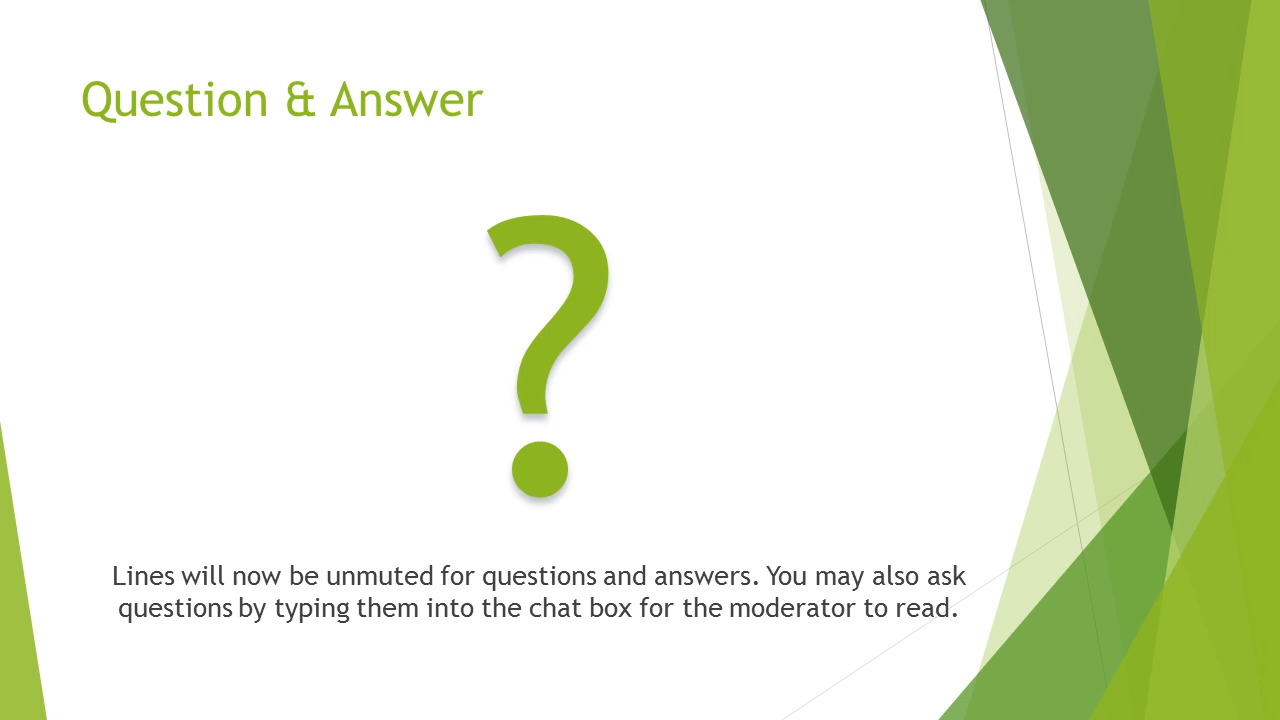 Question & Answer
?
Lines will now be unmuted for questions and answers. You may also ask
questions by typing them into the chat box for the moderator to read.